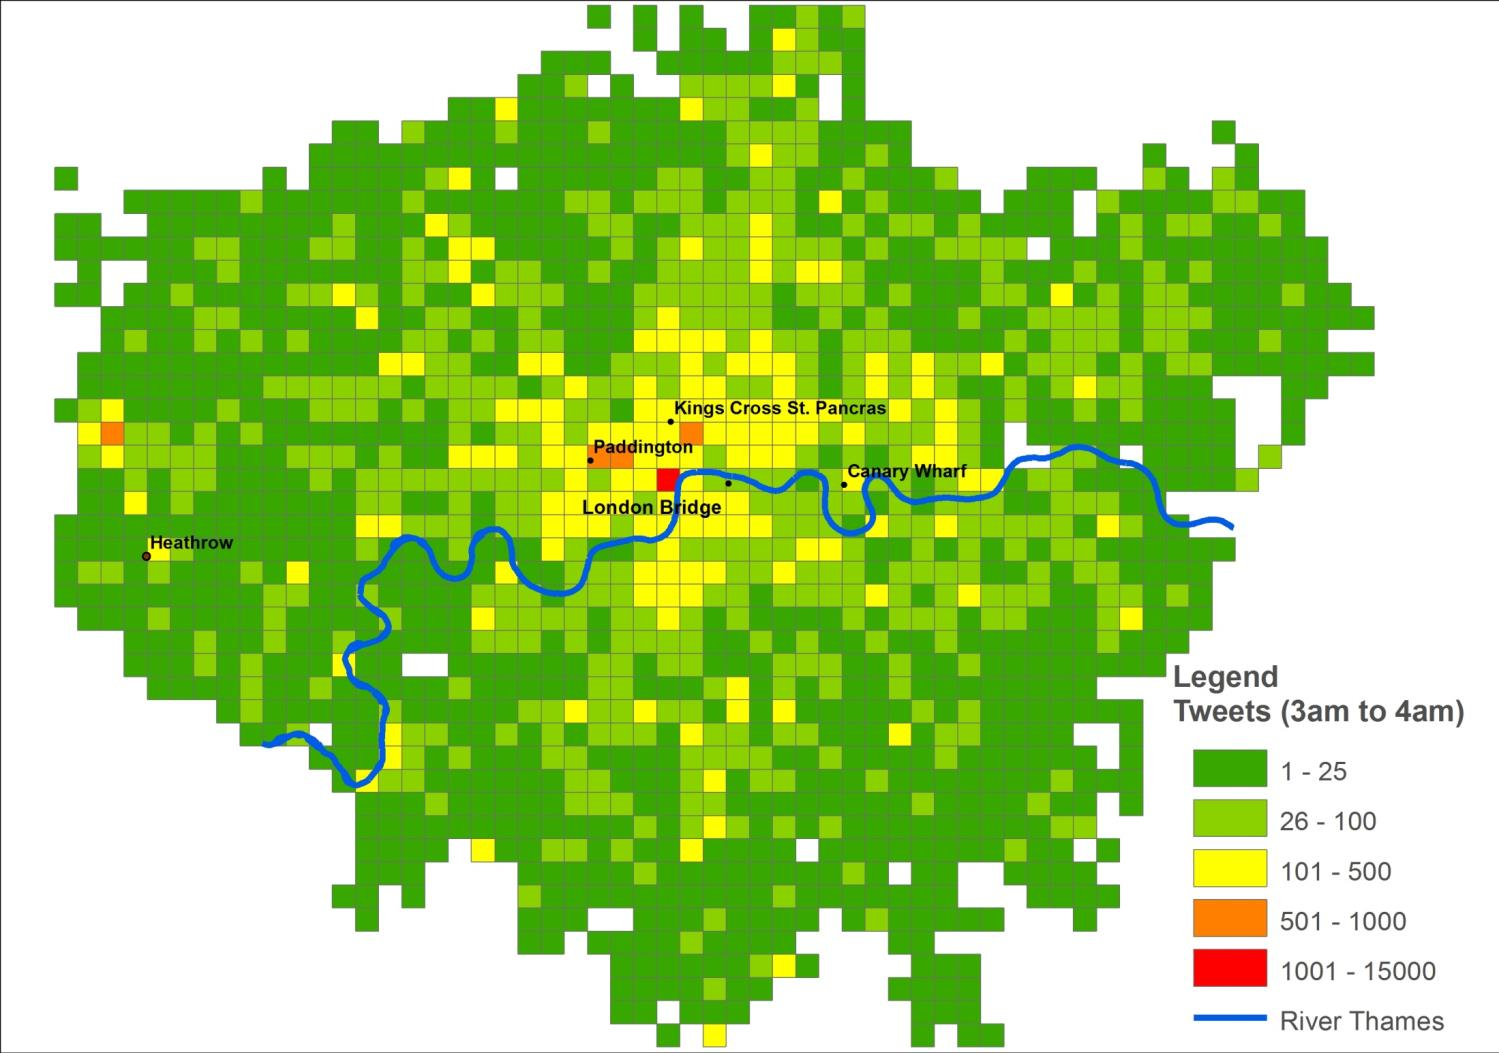 Kings Cross St. Pancras
Paddington
Canary Wharf
London Bridge
Heathrow
Legend
Tweets (3am to 4am)
1 - 25
26 - 100
101 - 500
501 - 1000
1001 - 15000
River Thames